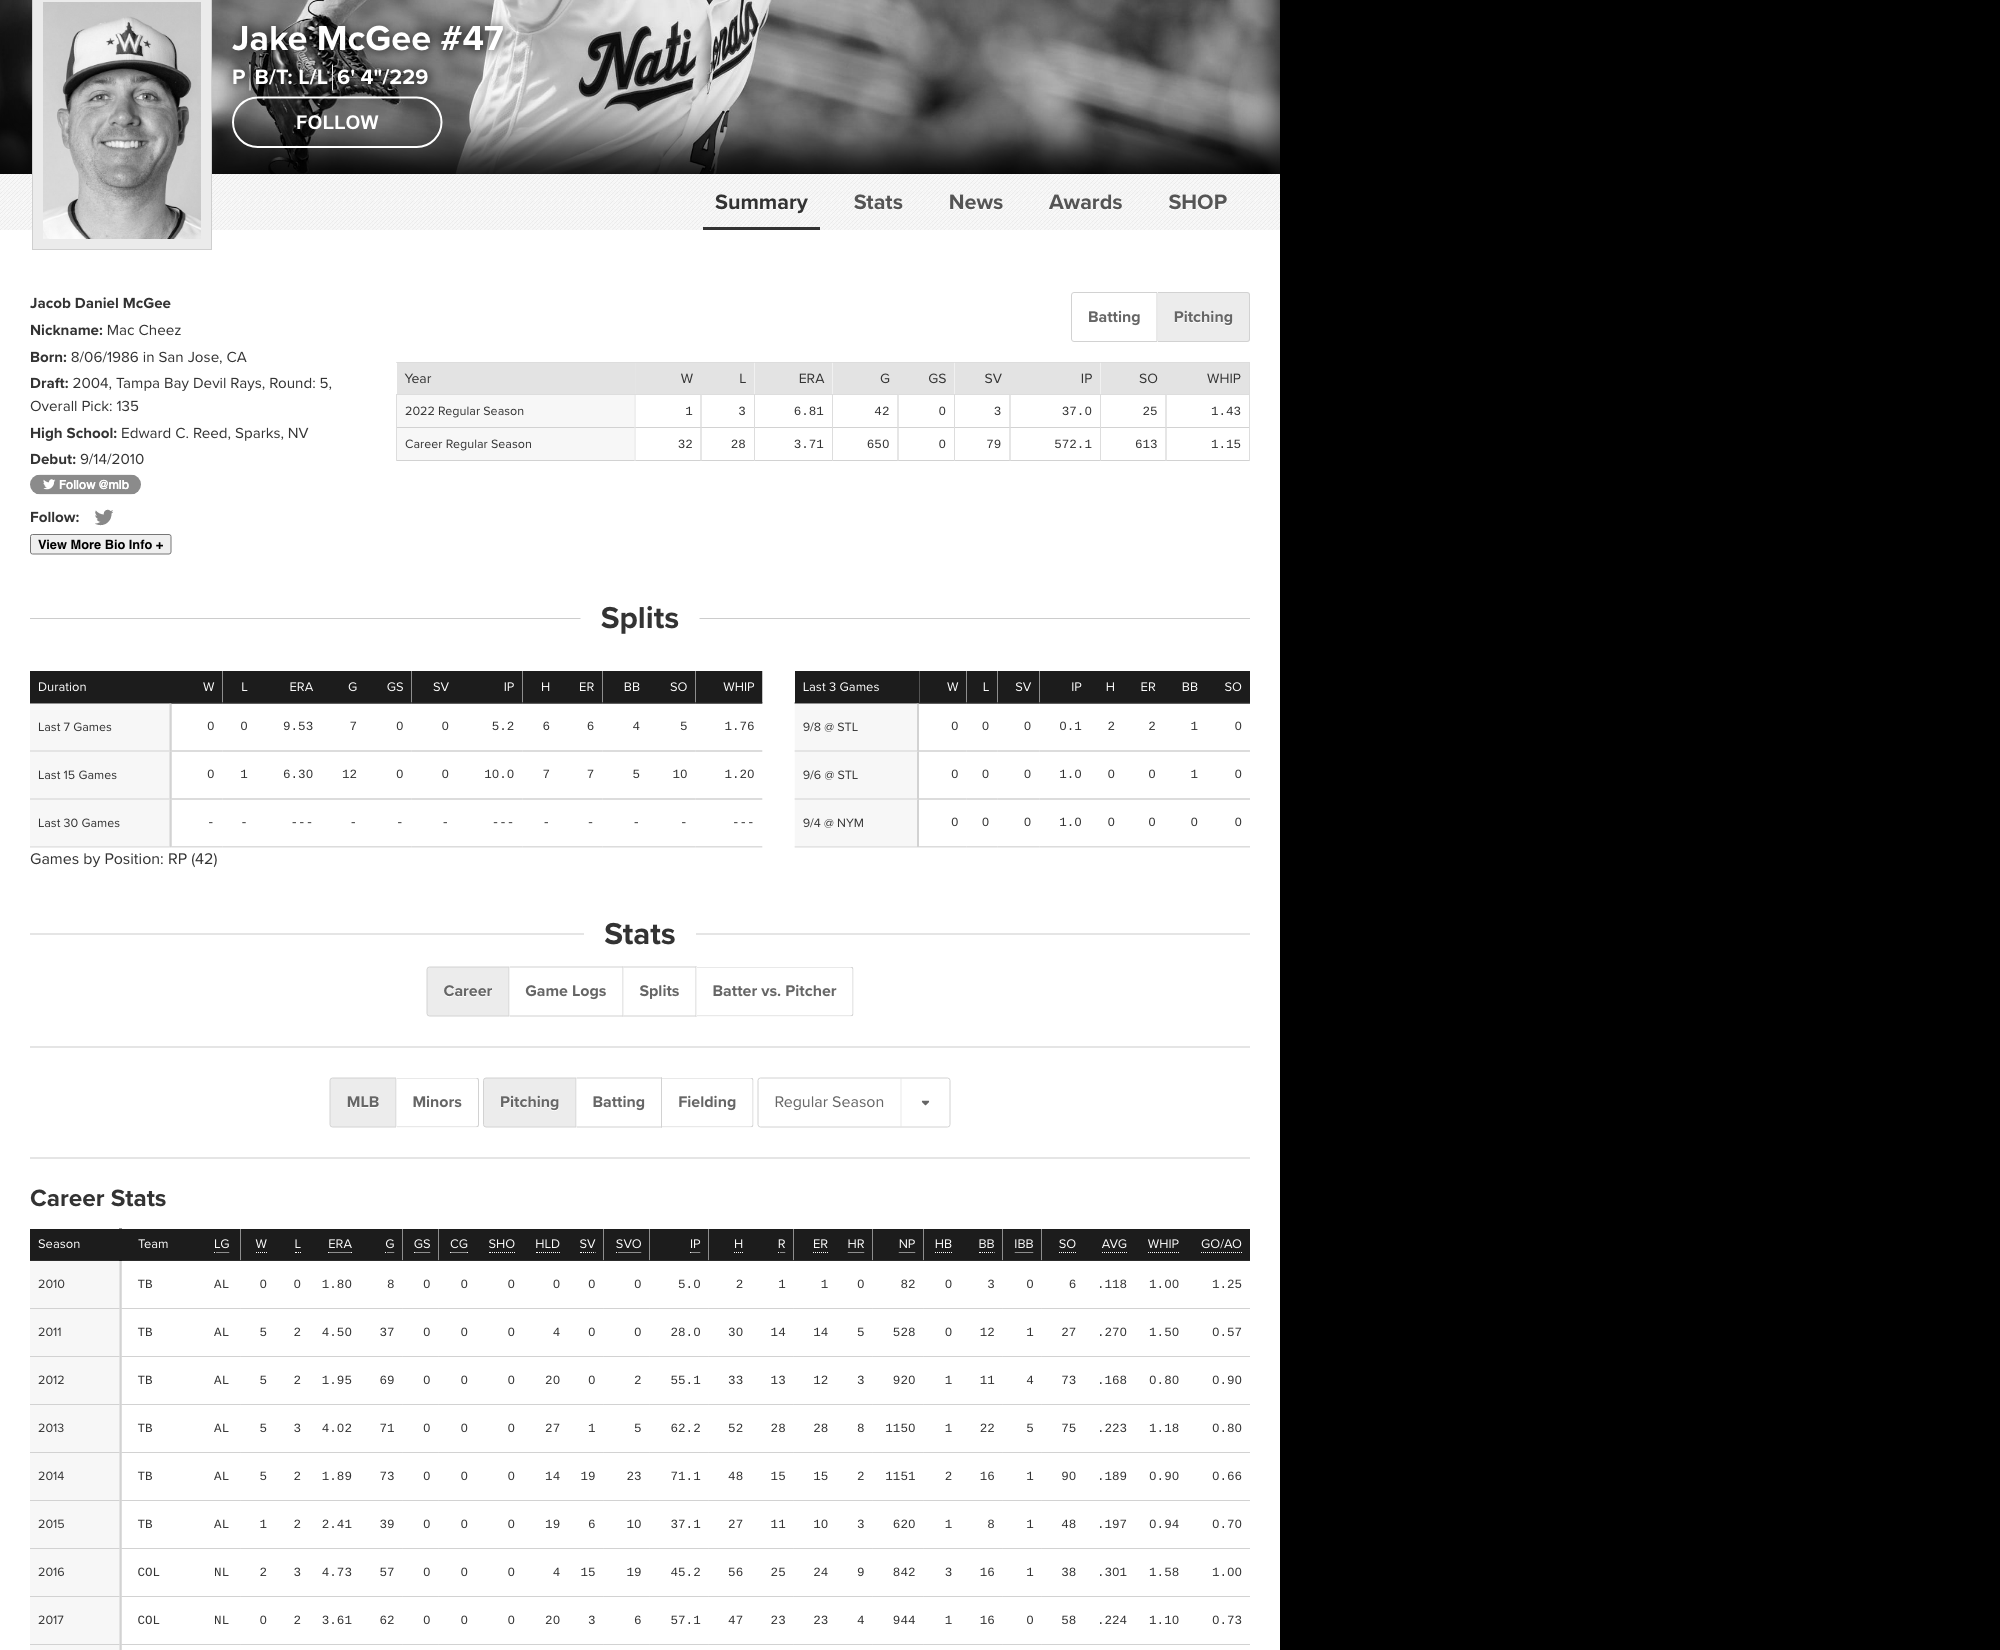 Jake McGee #47
P B/T: L/L 6' 4"/229
FOLLOW
Nationals
4
Summary Stats News Awards SHOP
Jacob Daniel McGee
Nickname: Mac Cheez
Born: 8/06/1986 in San Jose, CA
Draft: 2004, Tampa Bay Devil Rays, Round: 5,
Overall Pick: 135
High School: Edward C. Reed, Sparks, NV
Debut: 9/14/2010
Follow @mlb
Follow:
View More Bio Info +
Batting Pitching
Year W L ERA G GS SV IP SO WHIP
2022 Regular Season 1 3 6.81 42 0 3 37.0 25 1.43
Career Regular Season 32 28 3.71 650 0 79 572.1 613 1.15
Splits
Duration W L ERA G GS SV IP H ER BB SO WHIP
Last 7 Games 0 0 9.53 7 0 0 5.2 6 6 4 5 1.76
Last 15 Games 0 1 6.30 12 0 0 10.0 7 7 5 10 1.20
Last 30 Games - - --- - - - --- - - - - ---
Games by Position: RP (42)
Last 3 Games W L SV IP H ER BB SO
9/8 @ STL 0 0 0 0.1 2 2 1 0
9/6 @ STL 0 0 0 1.0 0 0 1 0
9/4 @ NYM 0 0 0 1.0 0 0 0 0
Stats
Career Game Logs Splits Batter vs. Pitcher
MLB Minors Pitching Batting Fielding Regular Season
Career Stats
Season Team LG W L ERA G GS CG SHO HLD SV SVO IP H R ER HR NP HB BB IBB SO AVG WHIP GO/AO
2010 TB AL 0 0 1.80 8 0 0 0 0 0 0 5.0 2 1 1 0 82 0 3 0 6 .118 1.00 1.25
2011 TB AL 5 2 4.50 37 0 0 0 4 0 0 28.0 30 14 14 5 528 0 12 1 27 .270 1.50 0.57
2012 TB AL 5 2 1.95 69 0 0 0 20 0 2 55.1 33 13 12 3 920 1 11 4 73 .168 0.80 0.90
2013 TB AL 5 3 4.02 71 0 0 0 27 1 5 62.2 52 28 28 8 1150 1 22 5 75 .223 1.18 0.80
2014 TB AL 5 2 1.89 73 0 0 0 14 19 23 71.1 48 15 15 2 1151 2 16 1 90 .189 0.90 0.66
2015 TB AL 1 2 2.41 39 0 0 0 19 6 10 37.1 27 11 10 3 620 1 8 1 48 .197 0.94 0.70
2016 COL NL 2 3 4.73 57 0 0 0 4 15 19 45.2 56 25 24 9 842 3 16 1 38 .301 1.58 1.00
2017 COL NL 0 2 3.61 62 0 0 0 20 3 6 57.1 47 23 23 4 944 1 16 0 58 .224 1.10 0.73